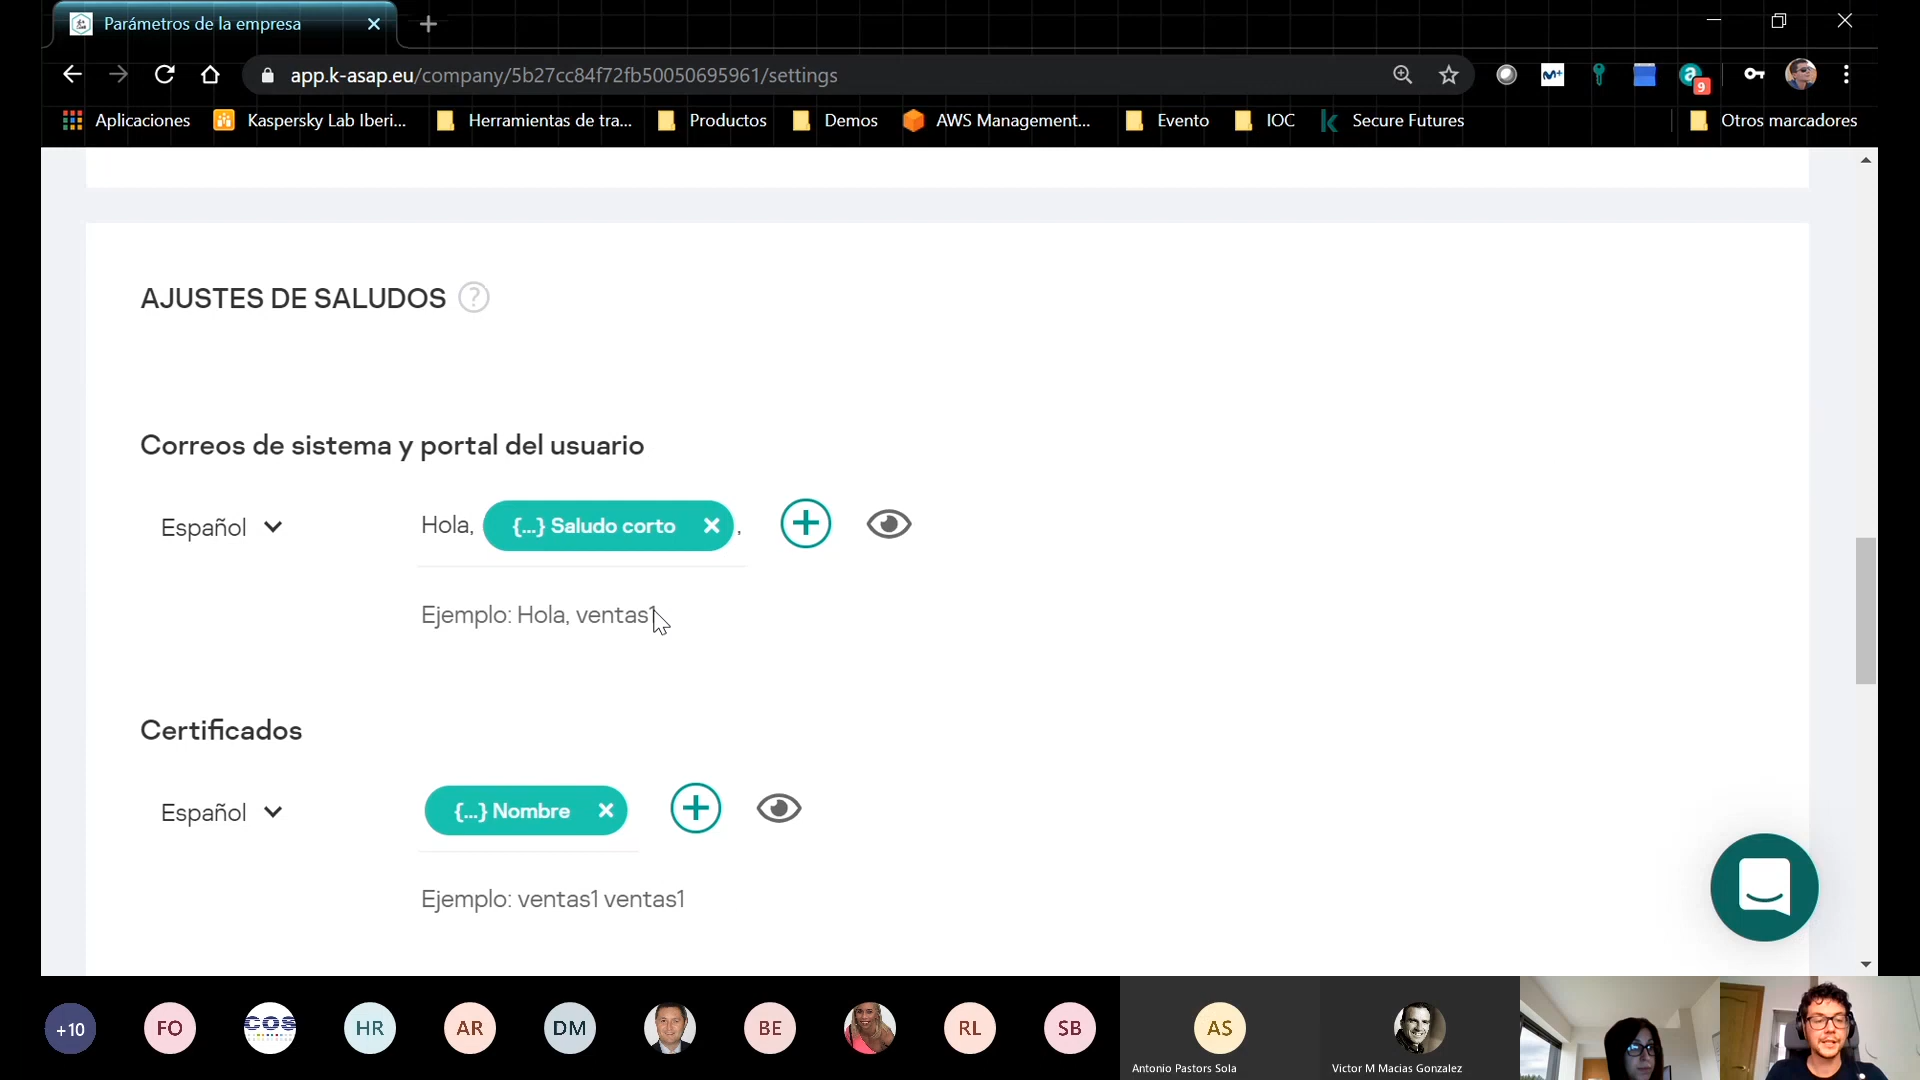 Parámetros de la empresa
app.k-asap.eu/company/5b27cc84f72fb50050695961/settings
9
Aplicaciones
Kaspersky Lab Iberi...
Herramientas de tra...
Productos
Demos
AWS Management...
Evento
IOC
Secure Futures
Otros marcadores
AJUSTES DE SALUDOS ?
Correos de sistema y portal del usuario
Español
Hola, {...} Saludo corto ,
Ejemplo: Hola, ventas1
Certificados
Español
{...} Nombre
Ejemplo: ventas1 ventas1
+10
FO
cos
HR
AR
DM
BE
RL
SB
AS
Antonio Pastors Sola
Victor M Macias Gonzalez